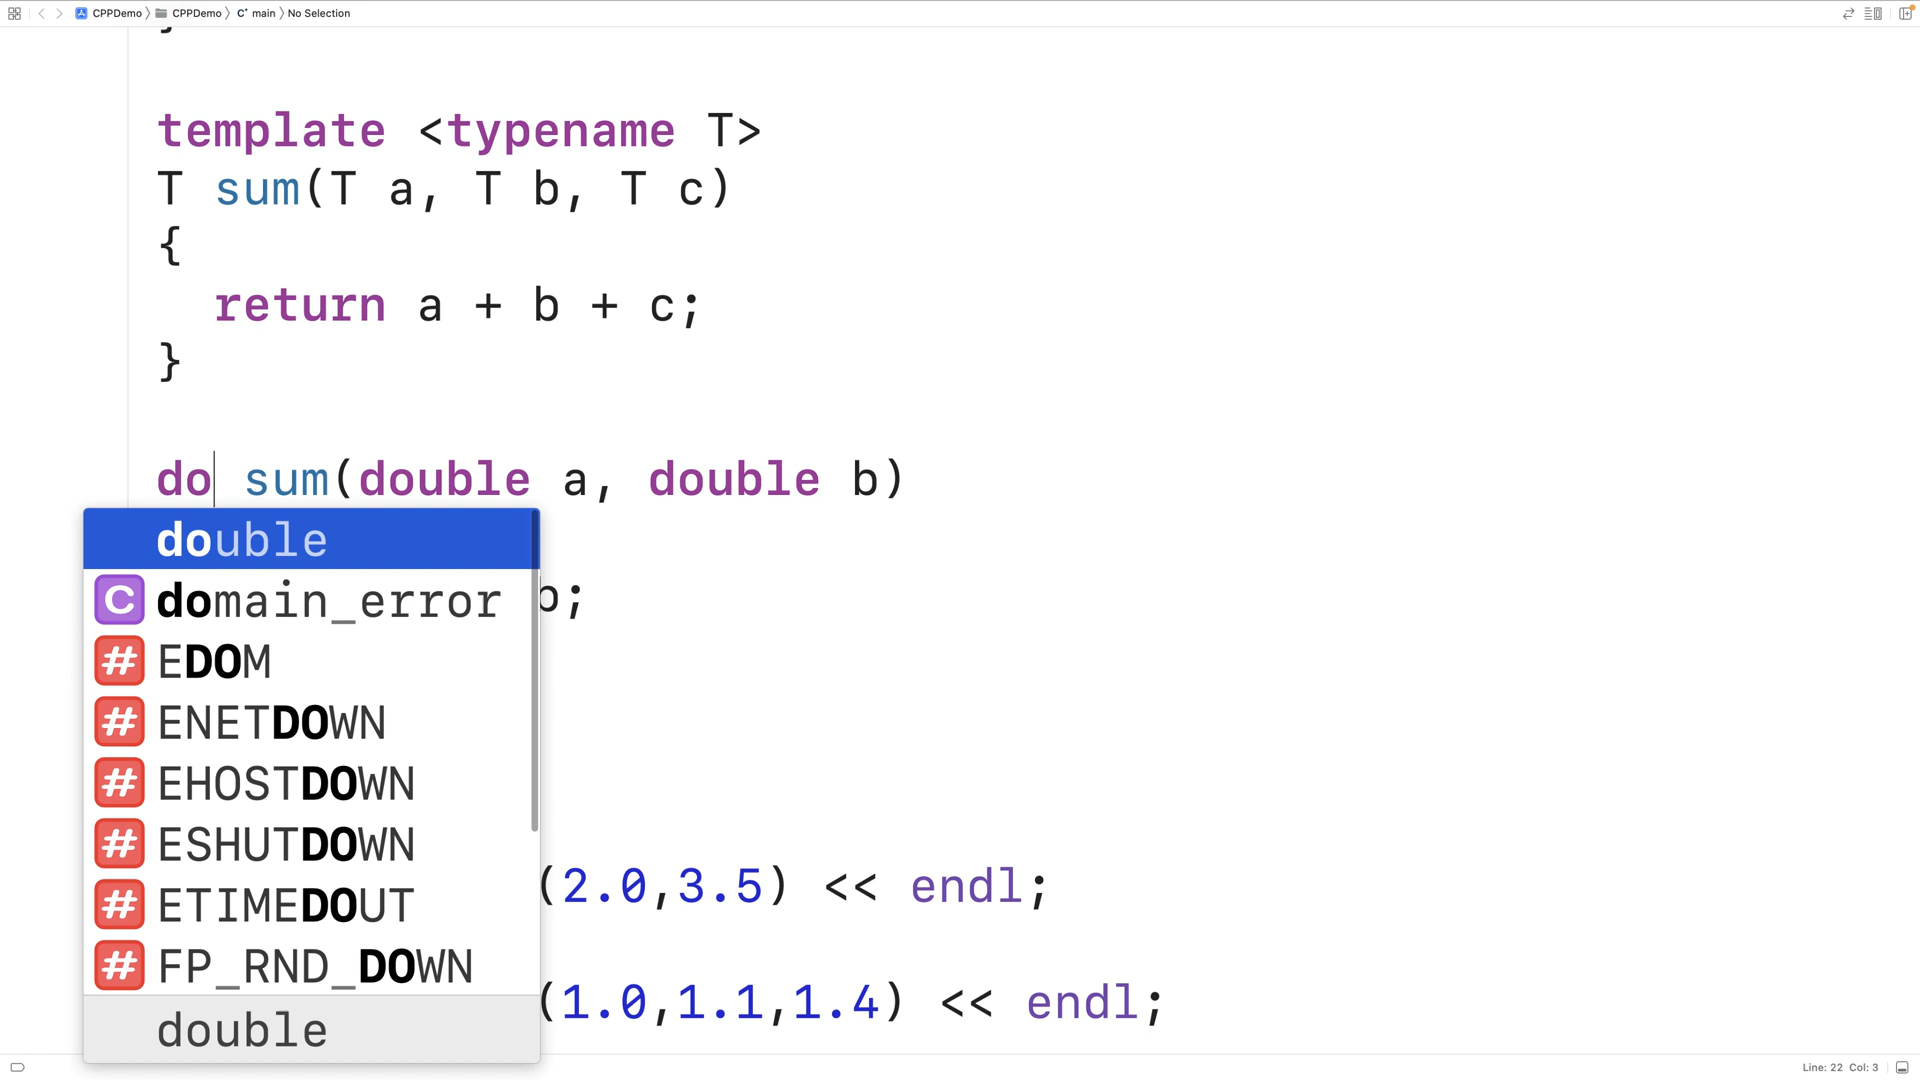 CPPDemo 〉 CPPDemo 〉 C⁺ main 〉 No Selection
}
template <typename T>
T sum(T a, T b, T c)
{
return a + b + c;
}
do sum(double a, double b)
double
C domain_error b;
# EDOM
# ENETDOWN
# EHOSTDOWN
# ESHUTDOWN
(2.0,3.5) << endl;
# ETIMEDOUT
# FP_RND_DOWN
(1.0,1.1,1.4) << endl;
double
Line: 22 Col: 3